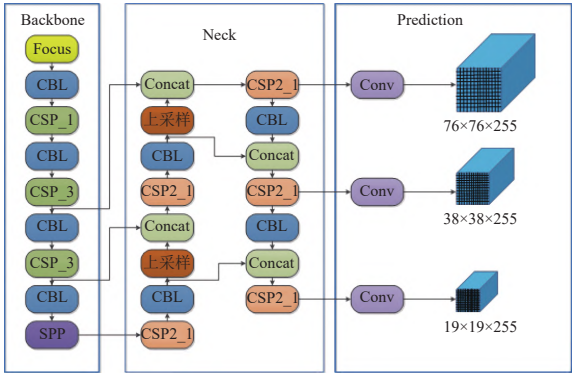 Backbone
Focus
CBL
CSP_1
CBL
CSP_3
CBL
CSP_3
CBL
SPP
Neck
Concat
上采样
CBL
CSP2_1
Concat
上采样
CBL
CSP2_1
CSP2_1
CBL
Concat
CSP2_1
CBL
Concat
CSP2_1
Prediction
Conv
76×76×255
Conv
38×38×255
Conv
19×19×255